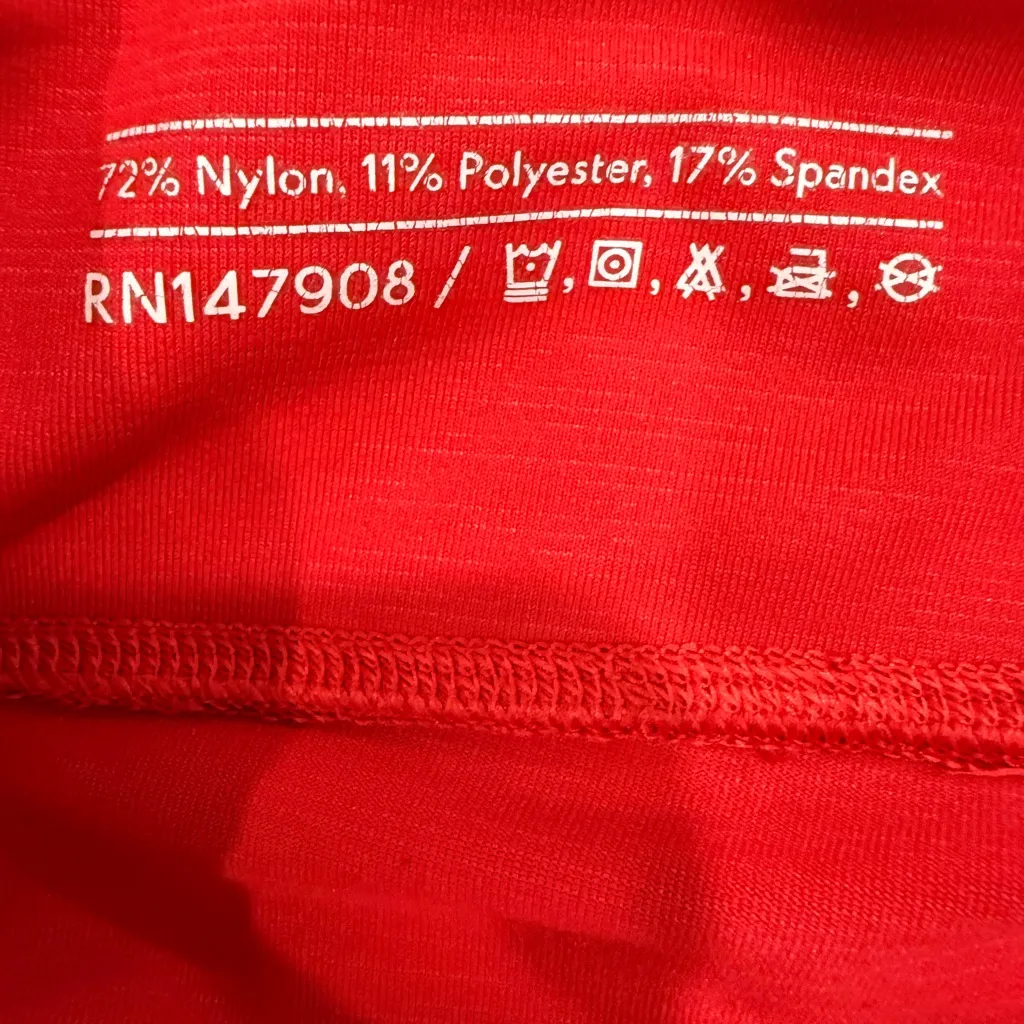 72% Nylon, 11% Polyester, 17% Spandex
RN147908 /